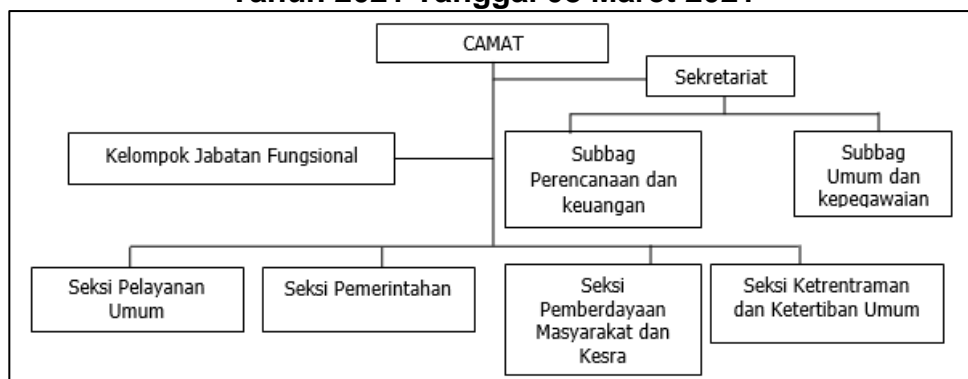 CAMAT
Sekretariat
Kelompok Jabatan Fungsional
Subbag
Perencanaan dan
keuangan
Subbag
Umum dan
kepegawaian
Seksi Pelayanan
Umum
Seksi Pemerintahan
Seksi
Pemberdayaan
Masyarakat dan
Kesra
Seksi Ketrentraman
dan Ketertiban Umum